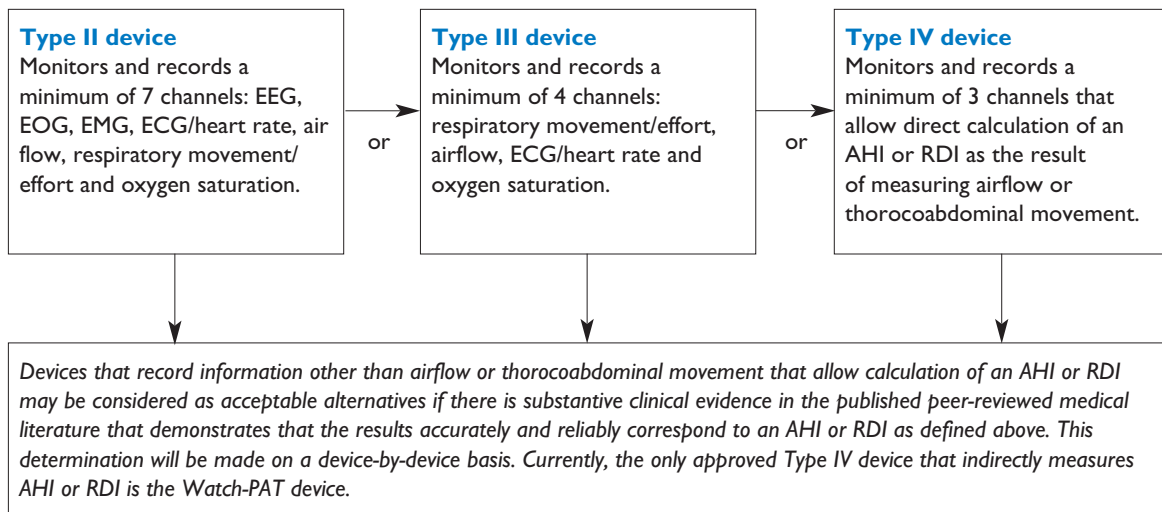 Type II device
Monitors and records a
minimum of 7 channels: EEG,
EOG, EMG, ECG/heart rate, air
flow, respiratory movement/
effort and oxygen saturation.
or
Type III device
Monitors and records a
minimum of 4 channels:
respiratory movement/effort,
airflow, ECG/heart rate and
oxygen saturation.
or
Type IV device
Monitors and records a
minimum of 3 channels that
allow direct calculation of an
AHI or RDI as the result
of measuring airflow or
thorocoabdominal movement.
Devices that record information other than airflow or thorocoabdominal movement that allow calculation of an AHI or RDI
may be considered as acceptable alternatives if there is substantive clinical evidence in the published peer-reviewed medical
literature that demonstrates that the results accurately and reliably correspond to an AHI or RDI as defined above. This
determination will be made on a device-by-device basis. Currently, the only approved Type IV device that indirectly measures
AHI or RDI is the Watch-PAT device.